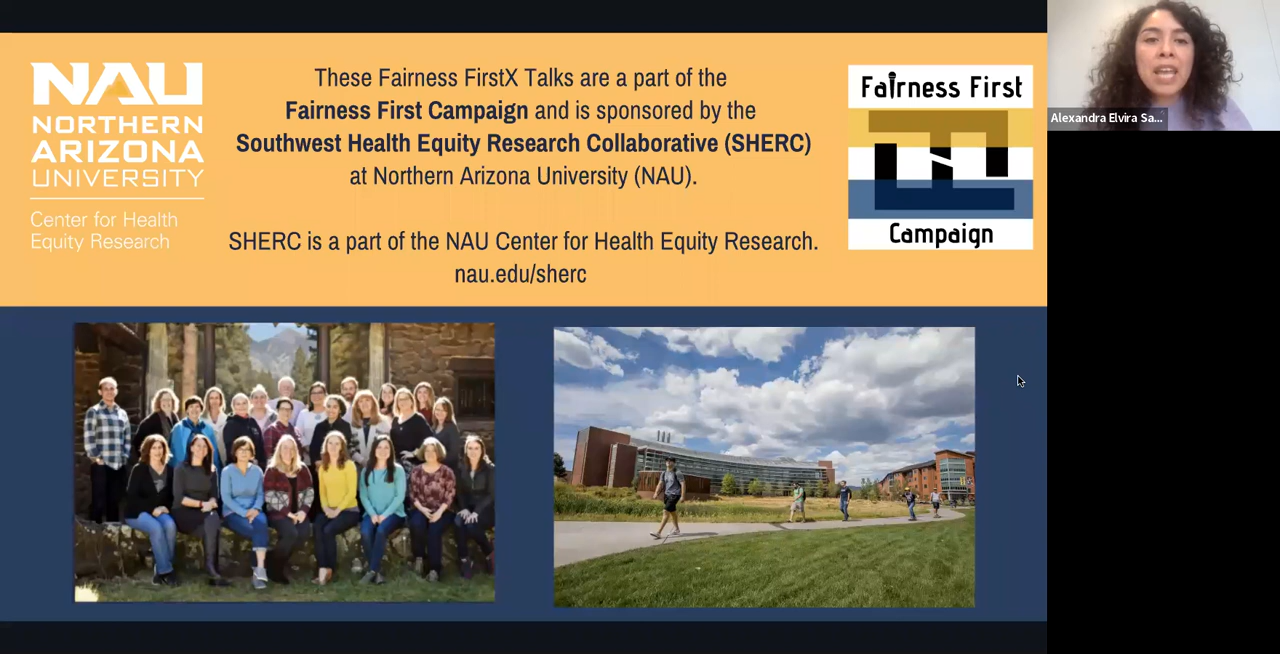 NAU
NORTHERN
ARIZONA
UNIVERSITY
Center for Health
Equity Research
These Fairness FirstX Talks are a part of the
Fairness First Campaign and is sponsored by the
Southwest Health Equity Research Collaborative (SHERC)
at Northern Arizona University (NAU).
SHERC is a part of the NAU Center for Health Equity Research.
nau.edu/sherc
Fairness First
Campaign
Alexandra Elvira Sa...